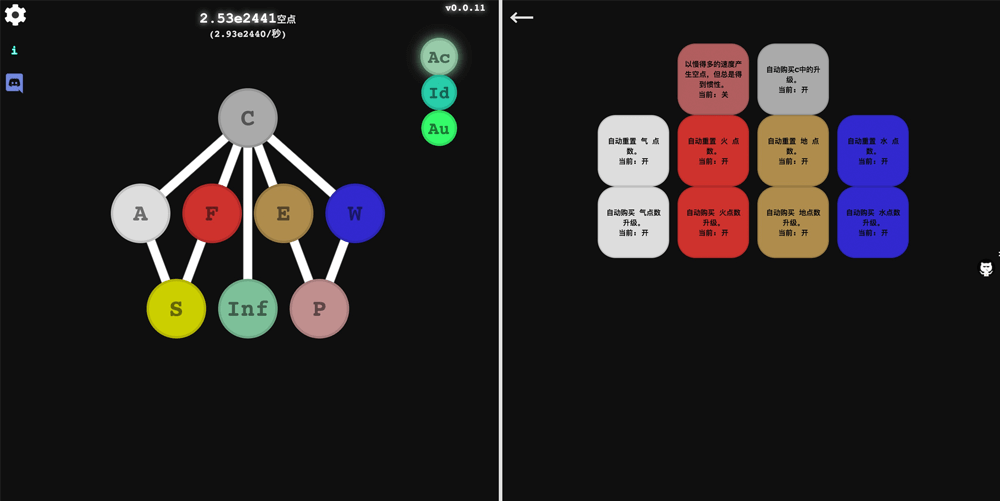 v0.0.11
2.53e2441空点
(2.93e2440/秒)
i
Ac
Id
Au
C
A
F
E
W
S
Inf
P
以慢得多的速度产
生空点，但总是得
到惯性。
当前: 关
自动购买C中的升
级。
当前: 开
自动重置 气 点
数。
当前: 开
自动重置 火 点
数。
当前: 开
自动重置 地 点
数。
当前: 开
自动重置 水 点
数。
当前: 开
自动购买 气点数
升级。
当前: 开
自动购买 火点数
升级。
当前: 开
自动购买 地点数
升级。
当前: 开
自动购买 水点数
升级。
当前: 开